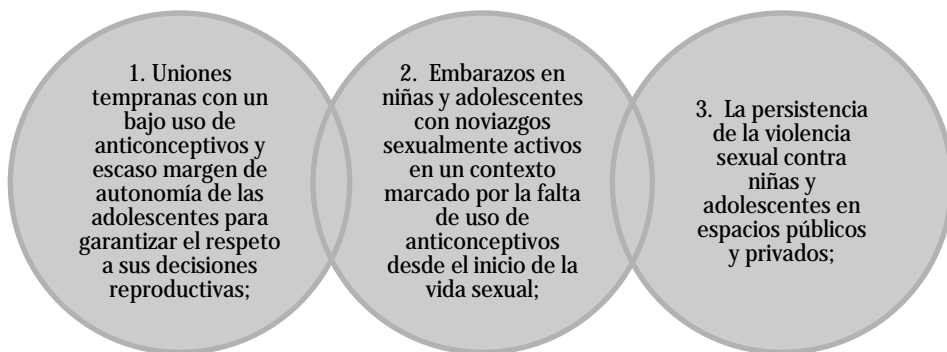 1. Uniones
tempranas con un
bajo uso de
anticonceptivos y
escaso margen de
autonomía de las
adolescentes para
garantizar el respeto
a sus decisiones
reproductivas;
2. Embarazos en
niñas y adolescentes
con noviazgos
sexualmente activos
en un contexto
marcado por la falta
de uso de
anticonceptivos
desde el inicio de la
vida sexual;
3. La persistencia
de la violencia
sexual contra
niñas y
adolescentes en
espacios públicos
y privados;